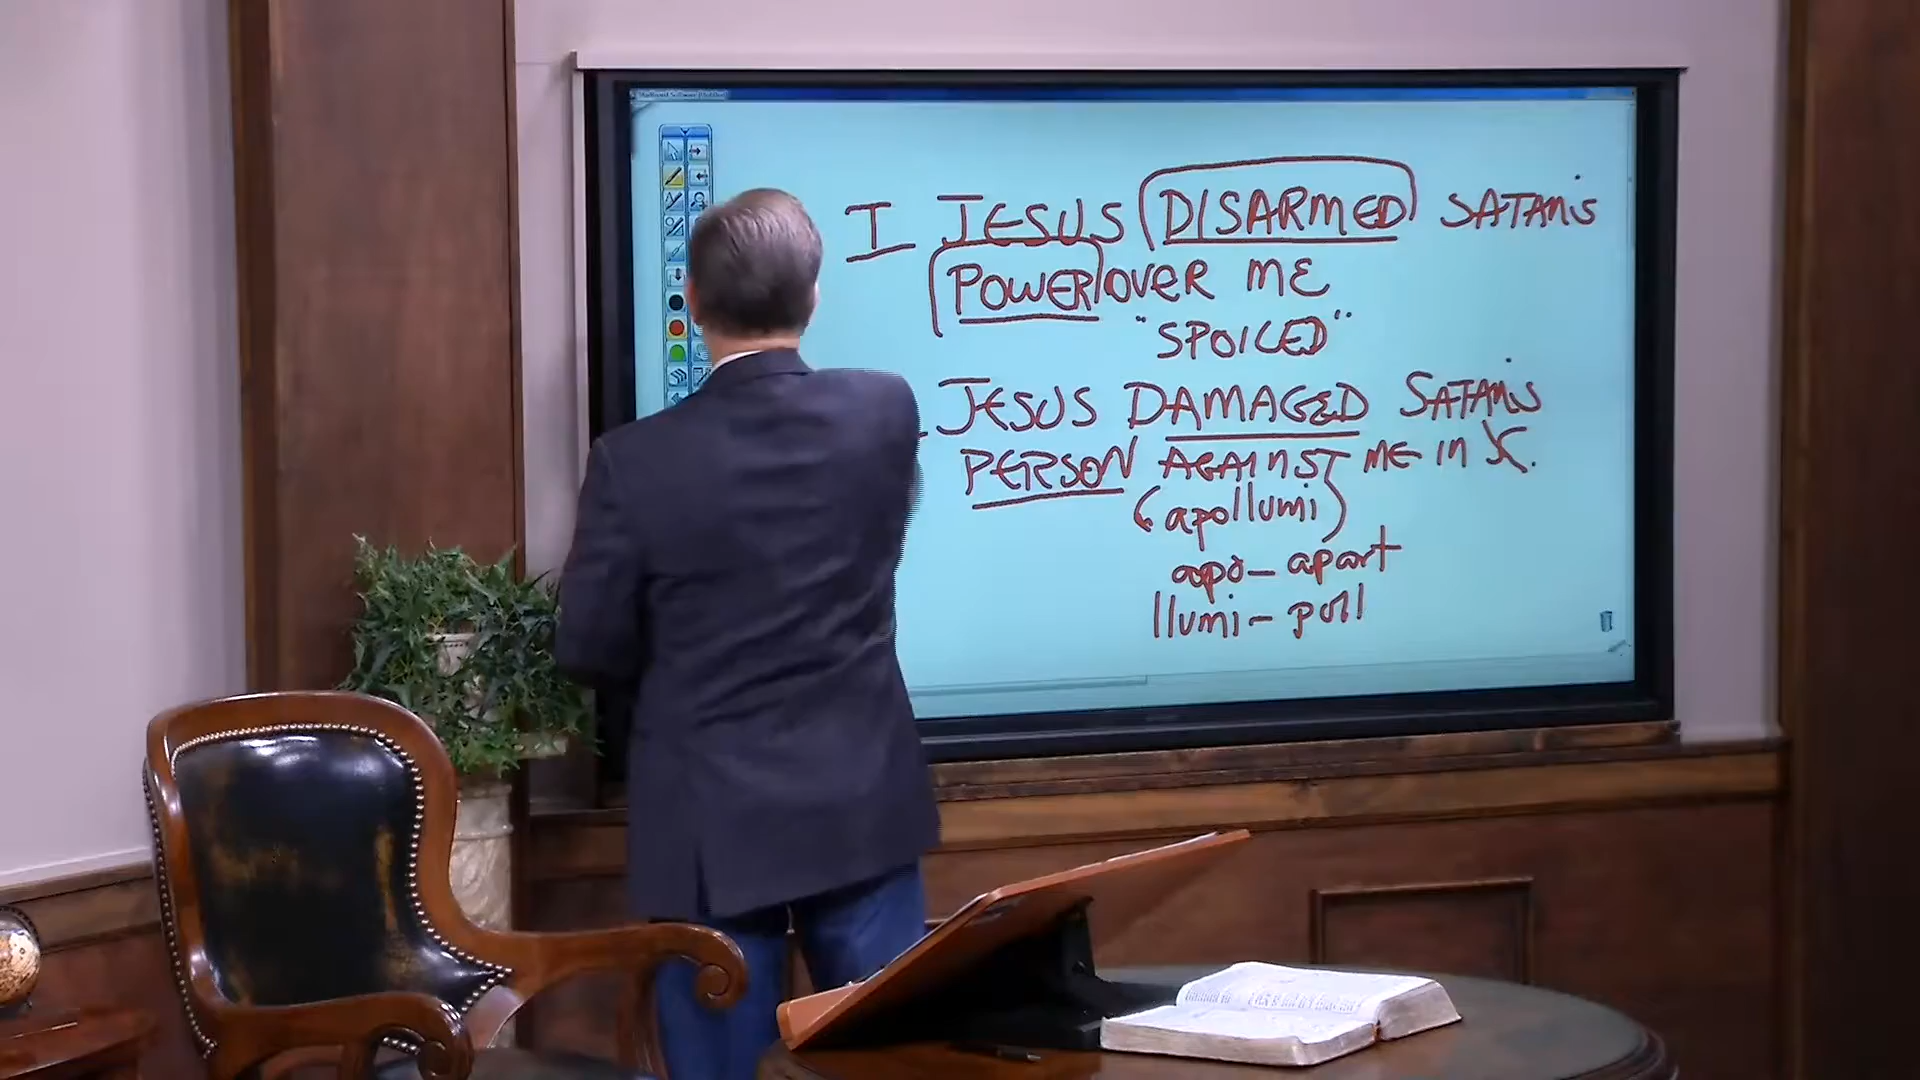 I JESUS DISARMED SATAN'S
POWER OVER ME
"SPOILED"
JESUS DAMAGED SATAN'S
PERSON AGAINST ME IN X.
(apollumi)
apo- apart
llumi- pull